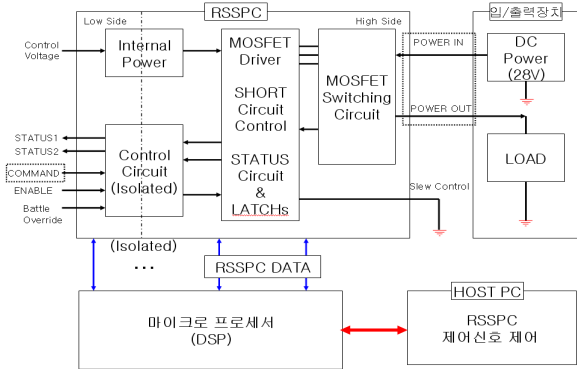 RSSPC
입/출력장치
Low Side
High Side
Control
Voltage
Internal
Power
MOSFET
Driver
SHORT
Circuit
Control
STATUS
Circuit
&
LATCHs
MOSFET
Switching
Circuit
POWER IN
POWER OUT
DC
Power
(28V)
LOAD
STATUS1
STATUS2
COMMAND
ENABLE
Battle
Override
Control
Circuit
(Isolated)
Slew Control
(Isolated)
...
RSSPC DATA
마이크로 프로세서
(DSP)
HOST PC
RSSPC
제어신호 제어